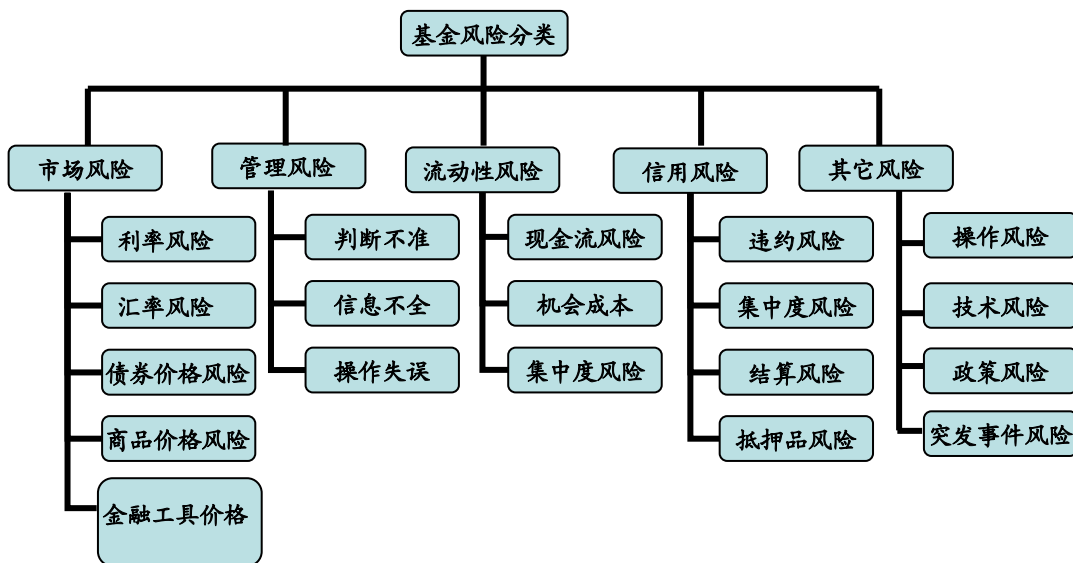 基金风险分类
市场风险
管理风险
流动性风险
信用风险
其它风险
利率风险
汇率风险
债券价格风险
商品价格风险
金融工具价格
判断不准
信息不全
操作失误
现金流风险
机会成本
集中度风险
违约风险
集中度风险
结算风险
抵押品风险
操作风险
技术风险
政策风险
突发事件风险